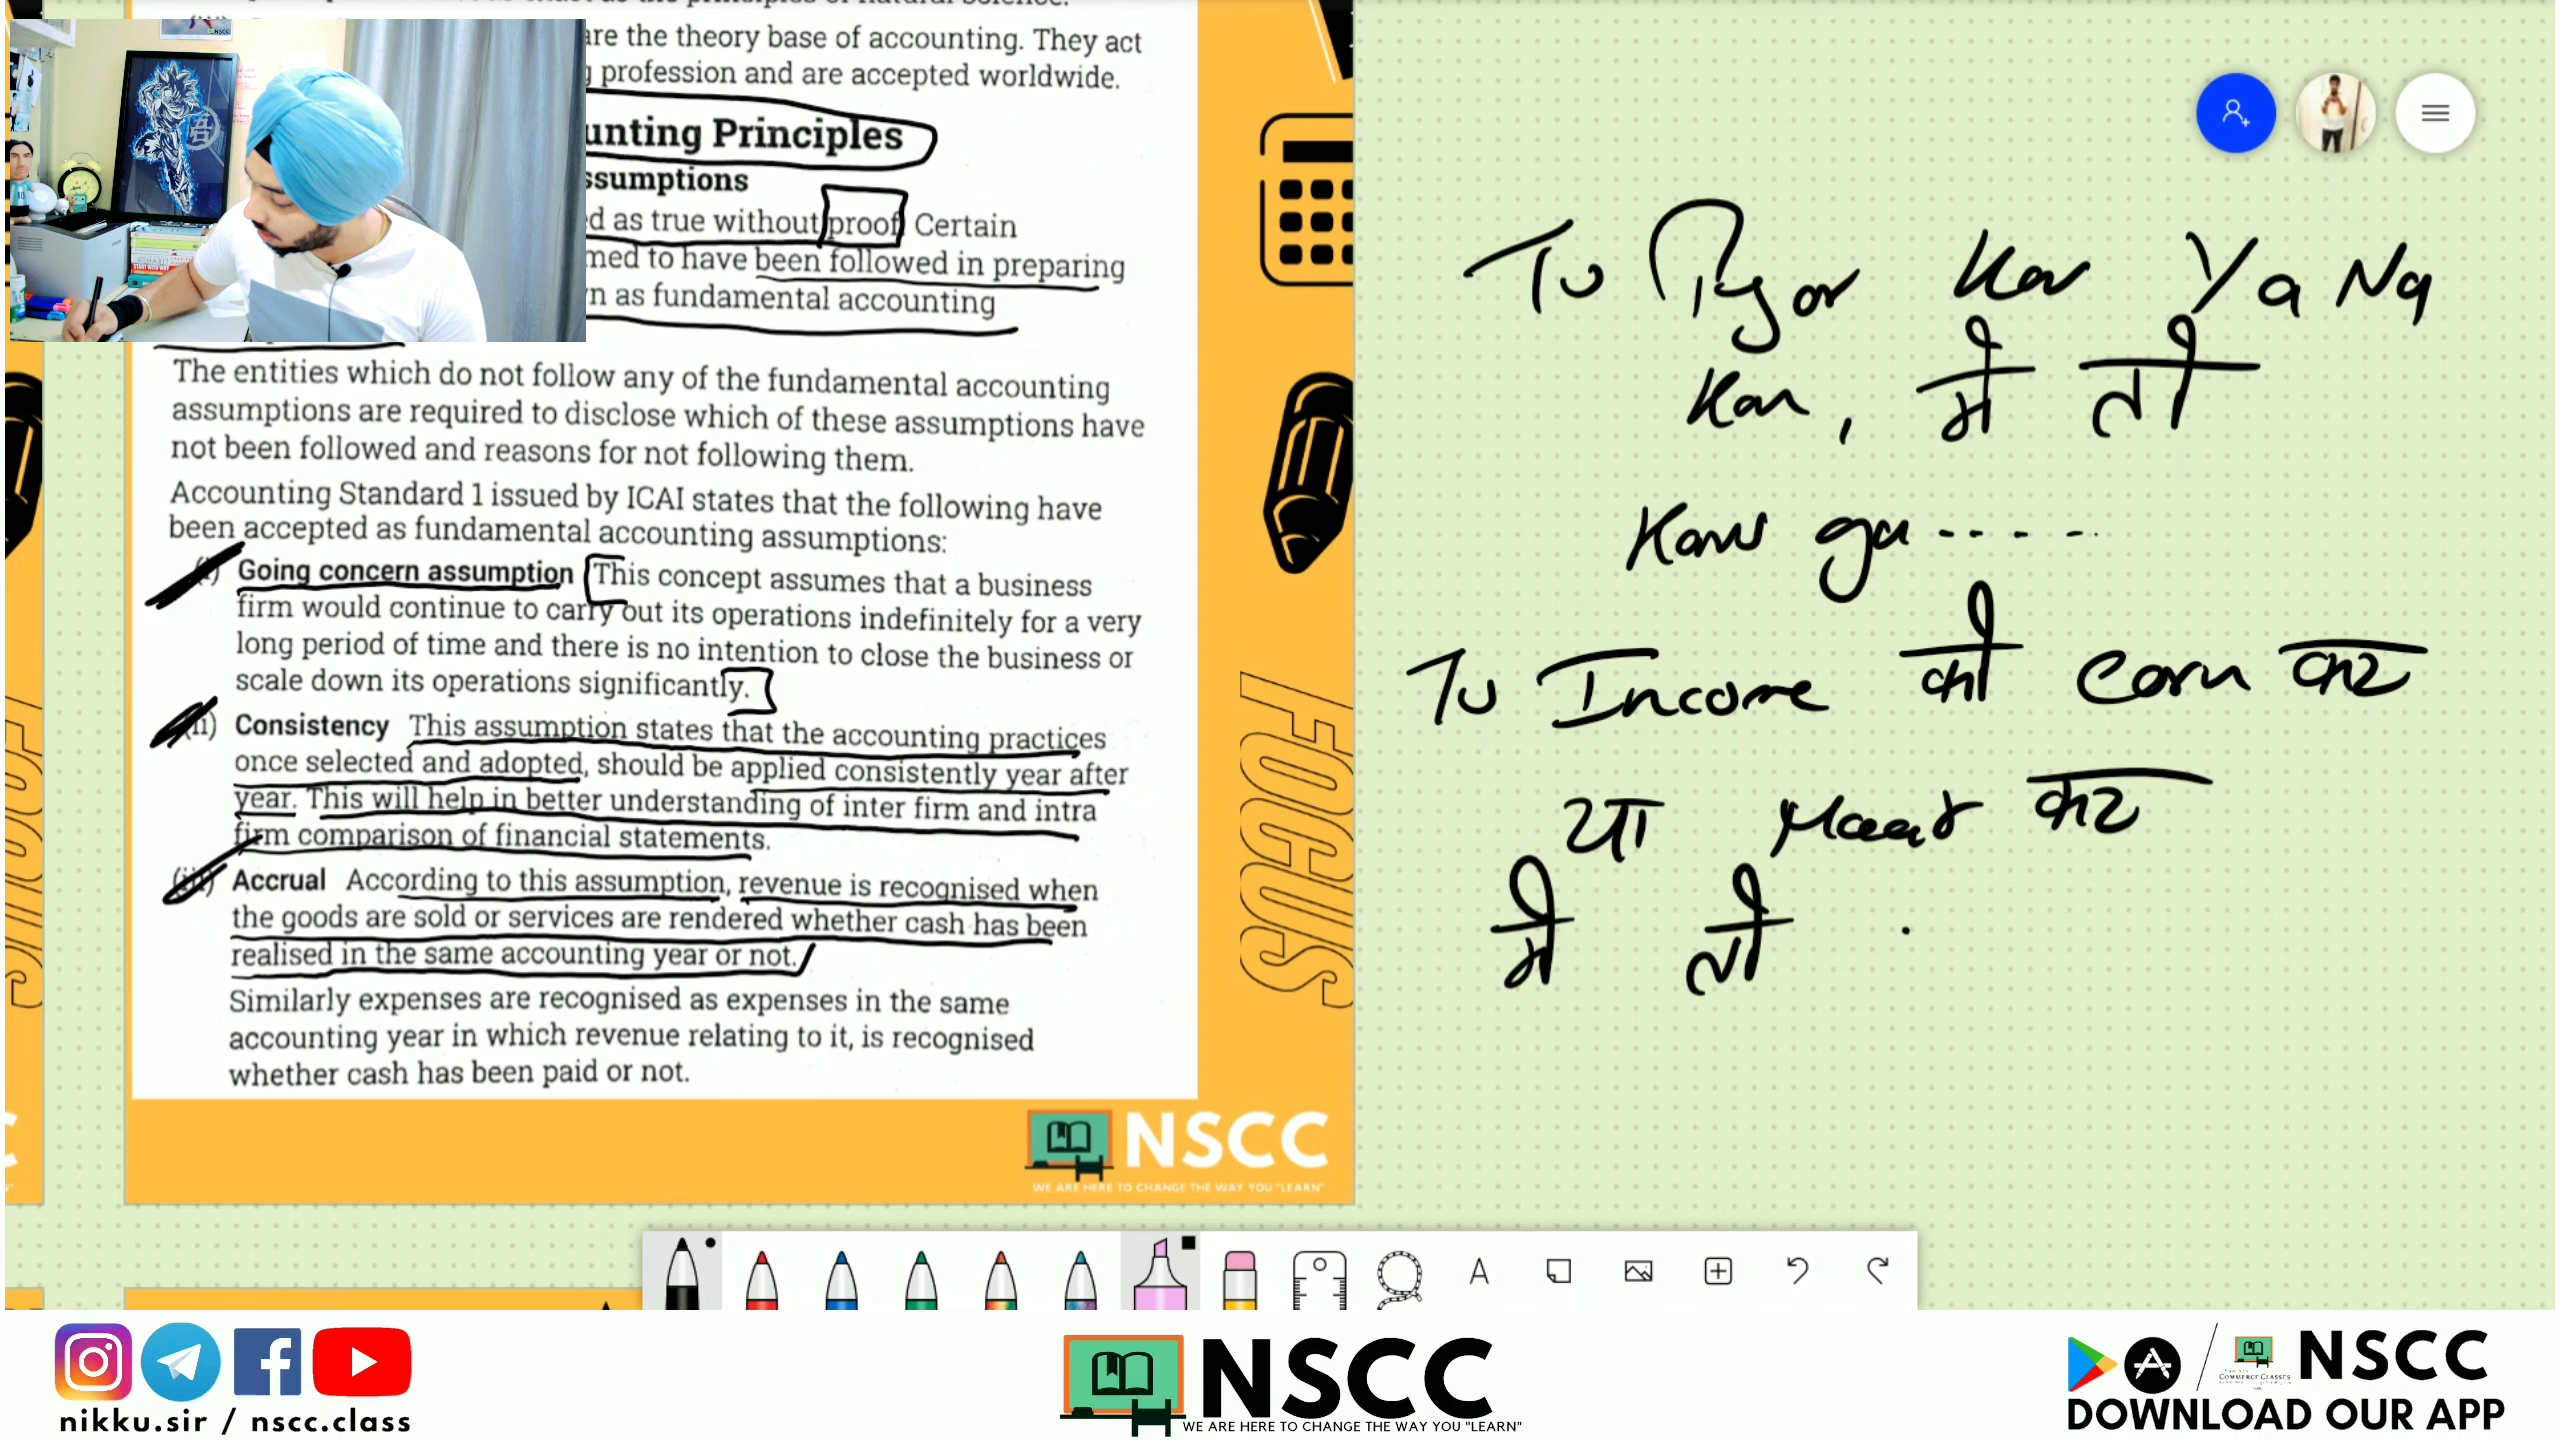 are the theory base of accounting. They act
profession and are accepted worldwide.
unting Principles
ssumptions
d as true without proof. Certain
med to have been followed in preparing
n as fundamental accounting
The entities which do not follow any of the fundamental accounting
assumptions are required to disclose which of these assumptions have
not been followed and reasons for not following them.
Accounting Standard 1 issued by ICAI states that the following have
been accepted as fundamental accounting assumptions:
(i) Going concern assumption This concept assumes that a business
firm would continue to carry out its operations indefinitely for a very
long period of time and there is no intention to close the business or
scale down its operations significantly.
(ii) Consistency This assumption states that the accounting practices
once selected and adopted, should be applied consistently year after
year. This will help in better understanding of inter firm and intra
firm comparison of financial statements.
(iii) Accrual According to this assumption, revenue is recognised when
the goods are sold or services are rendered whether cash has been
realised in the same accounting year or not.
Similarly expenses are recognised as expenses in the same
accounting year in which revenue relating to it, is recognised
whether cash has been paid or not.
NSCC
WE ARE HERE TO CHANGE THE WAY YOU "LEARN"
FOCUS
To Pyar Kar Ya Na
Kar, मैं तो
Karu ga ------
To Income को earn कर
या कर
मैं तो
A
nikku.sir / nscc.class
NSCC
WE ARE HERE TO CHANGE THE WAY YOU "LEARN"
NSCC
COMMERCE CLASSES
DOWNLOAD OUR APP